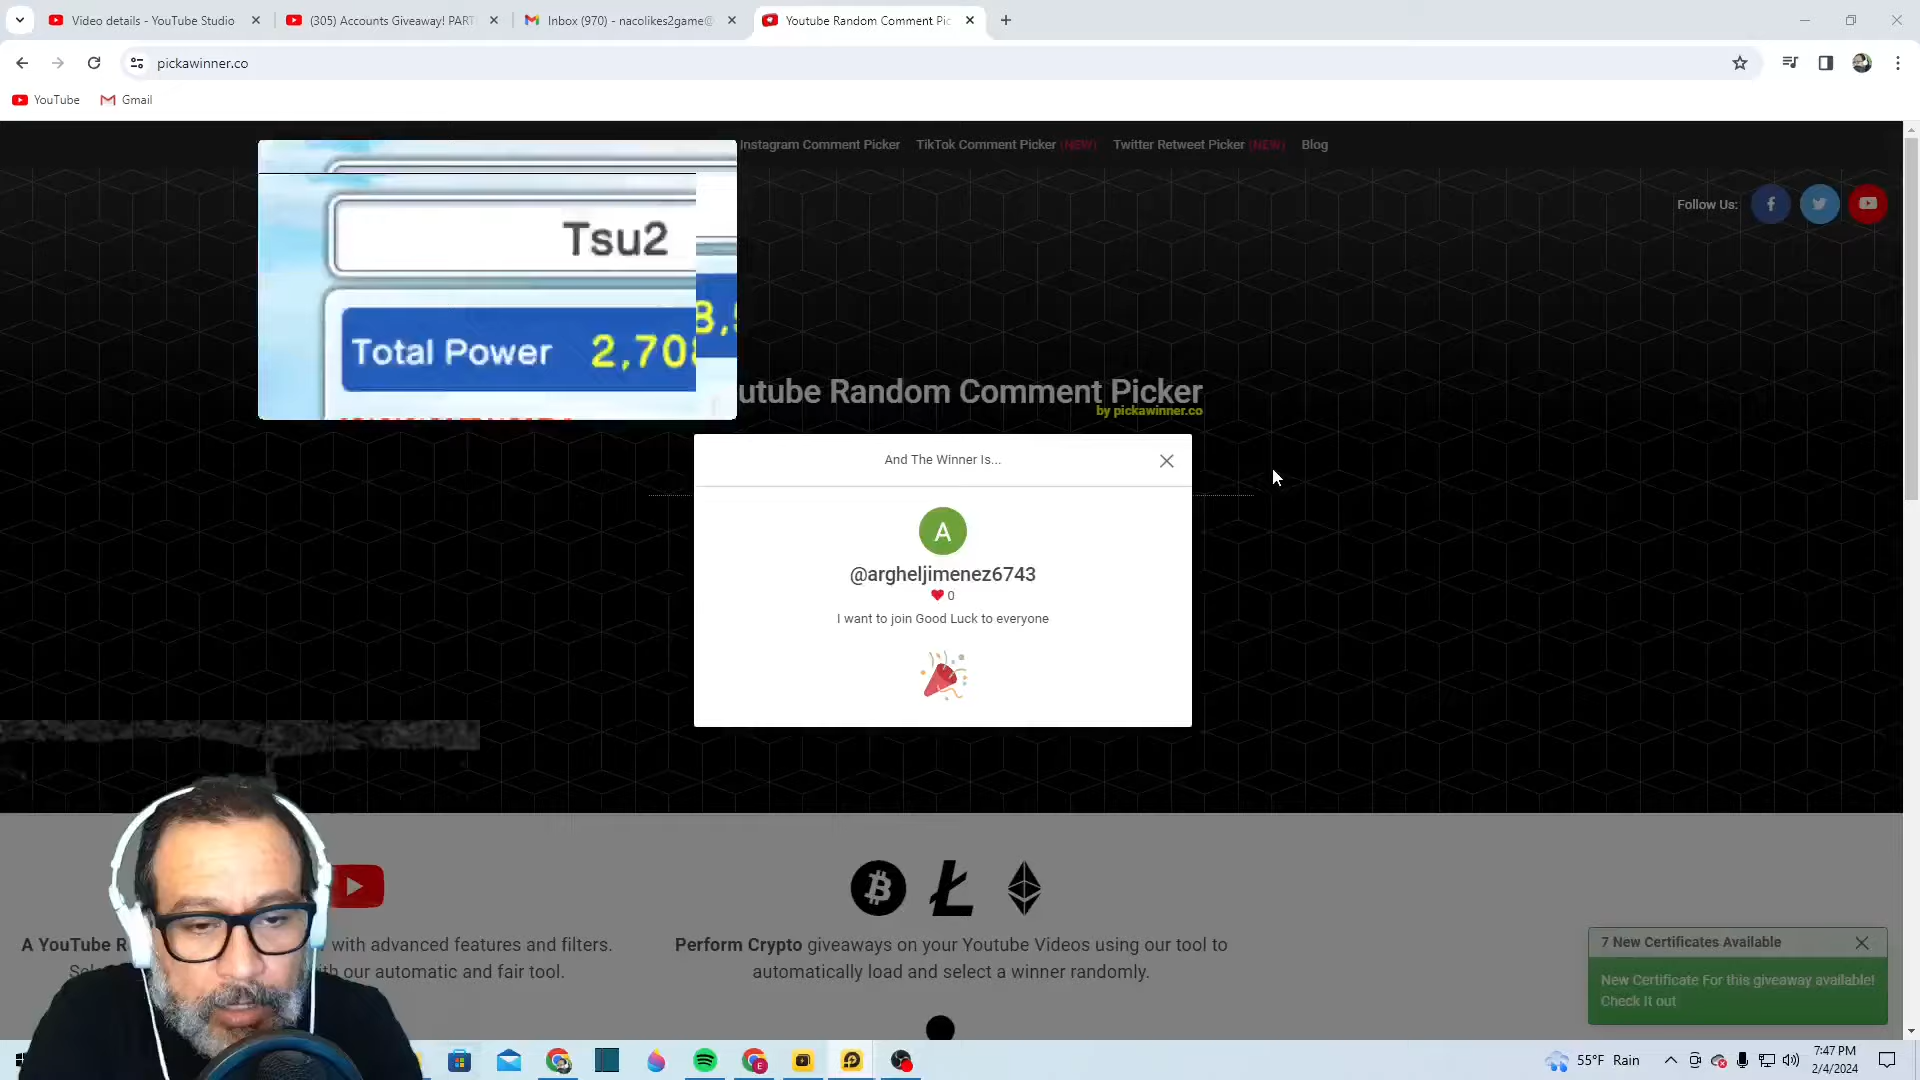 Video details - YouTube Studio
(305) Accounts Giveaway! PART
Inbox (970) - nacolikes2game@
Youtube Random Comment Pic
pickawinner.co
YouTube
Gmail
Instagram Comment Picker
TikTok Comment Picker (NEW)
Twitter Retweet Picker (NEW)
Blog
Follow Us:
Tsu2
Total Power 2,708
8,5
utube Random Comment Picker
by pickawinner.co
And The Winner Is...
A
@argheljimenez6743
0
I want to join Good Luck to everyone
A YouTube R with advanced features and filters.
th our automatic and fair tool.
Perform Crypto giveaways on your Youtube Videos using our tool to
automatically load and select a winner randomly.
7 New Certificates Available
New Certificate For this giveaway available!
Check It out
55°F Rain
7:47 PM
2/4/2024